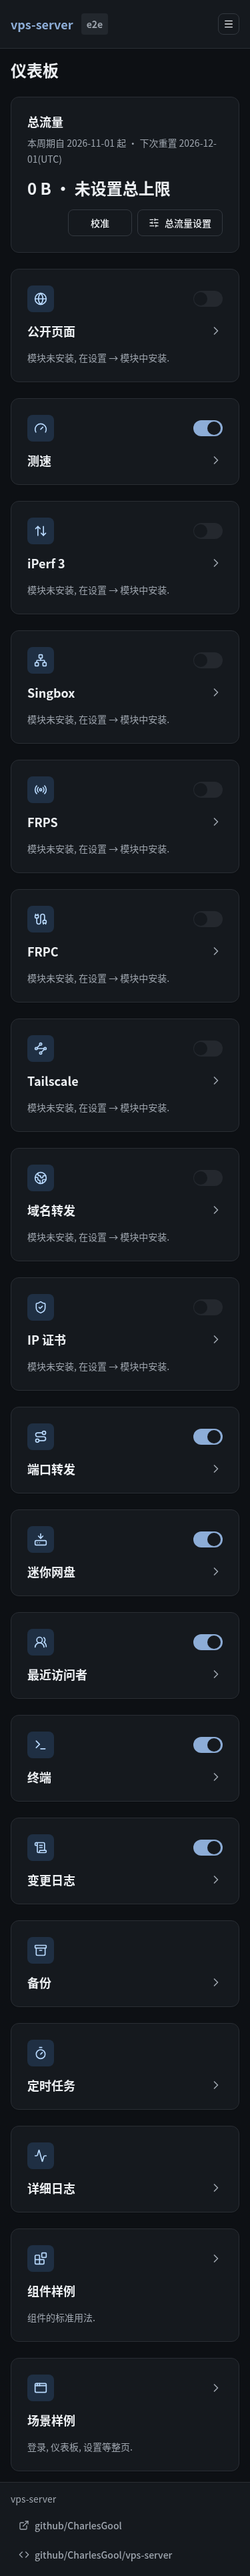 vps-server e2e
仪表板
总流量
本周期自 2026-11-01 起 · 下次重置 2026-12-
01(UTC)
0 B · 未设置总上限
校准 总流量设置
公开页面
模块未安装, 在设置 → 模块中安装.
测速
iPerf 3
模块未安装, 在设置 → 模块中安装.
Singbox
模块未安装, 在设置 → 模块中安装.
FRPS
模块未安装, 在设置 → 模块中安装.
FRPC
模块未安装, 在设置 → 模块中安装.
Tailscale
模块未安装, 在设置 → 模块中安装.
域名转发
模块未安装, 在设置 → 模块中安装.
IP 证书
模块未安装, 在设置 → 模块中安装.
端口转发
迷你网盘
最近访问者
终端
变更日志
备份
定时任务
详细日志
组件样例
组件的标准用法.
场景样例
登录, 仪表板, 设置等整页.
vps-server
github/CharlesGool
github/CharlesGool/vps-server